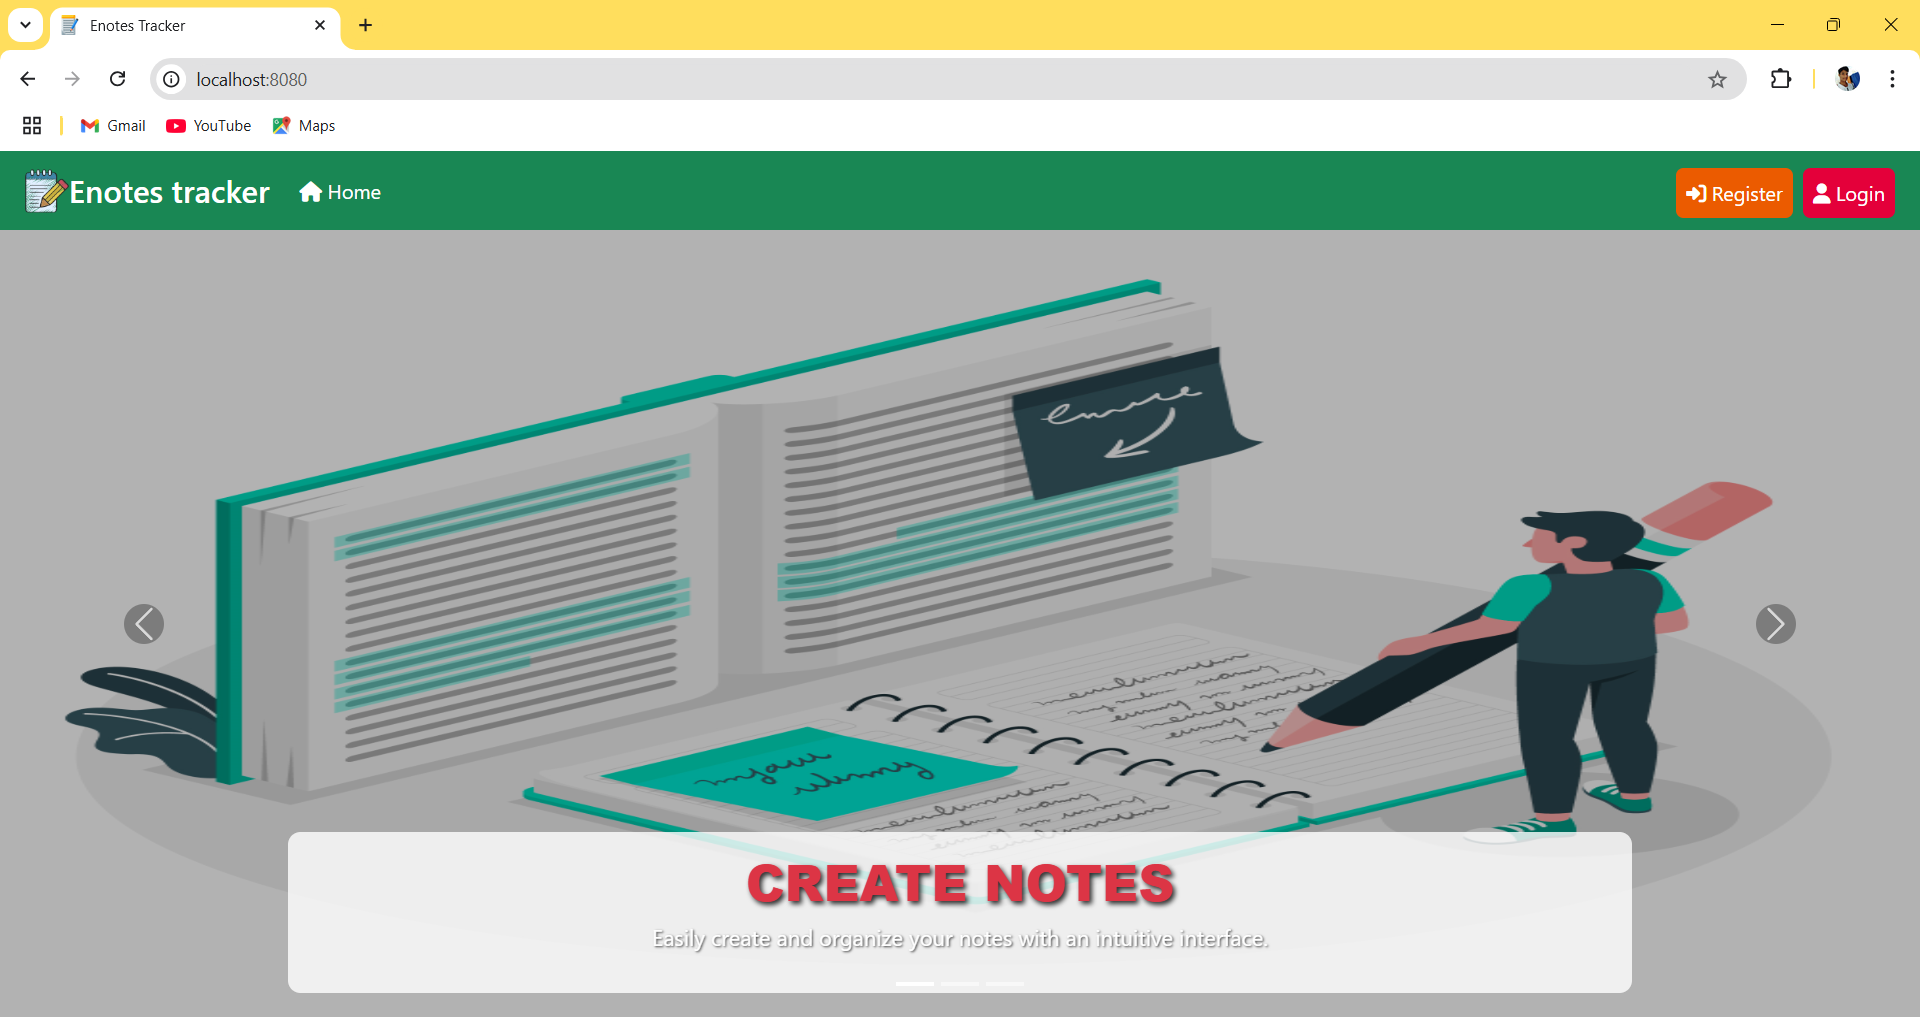 Enotes Tracker
localhost:8080
Gmail YouTube Maps
Enotes tracker Home Register Login
CREATE NOTES
Easily create and organize your notes with an intuitive interface.